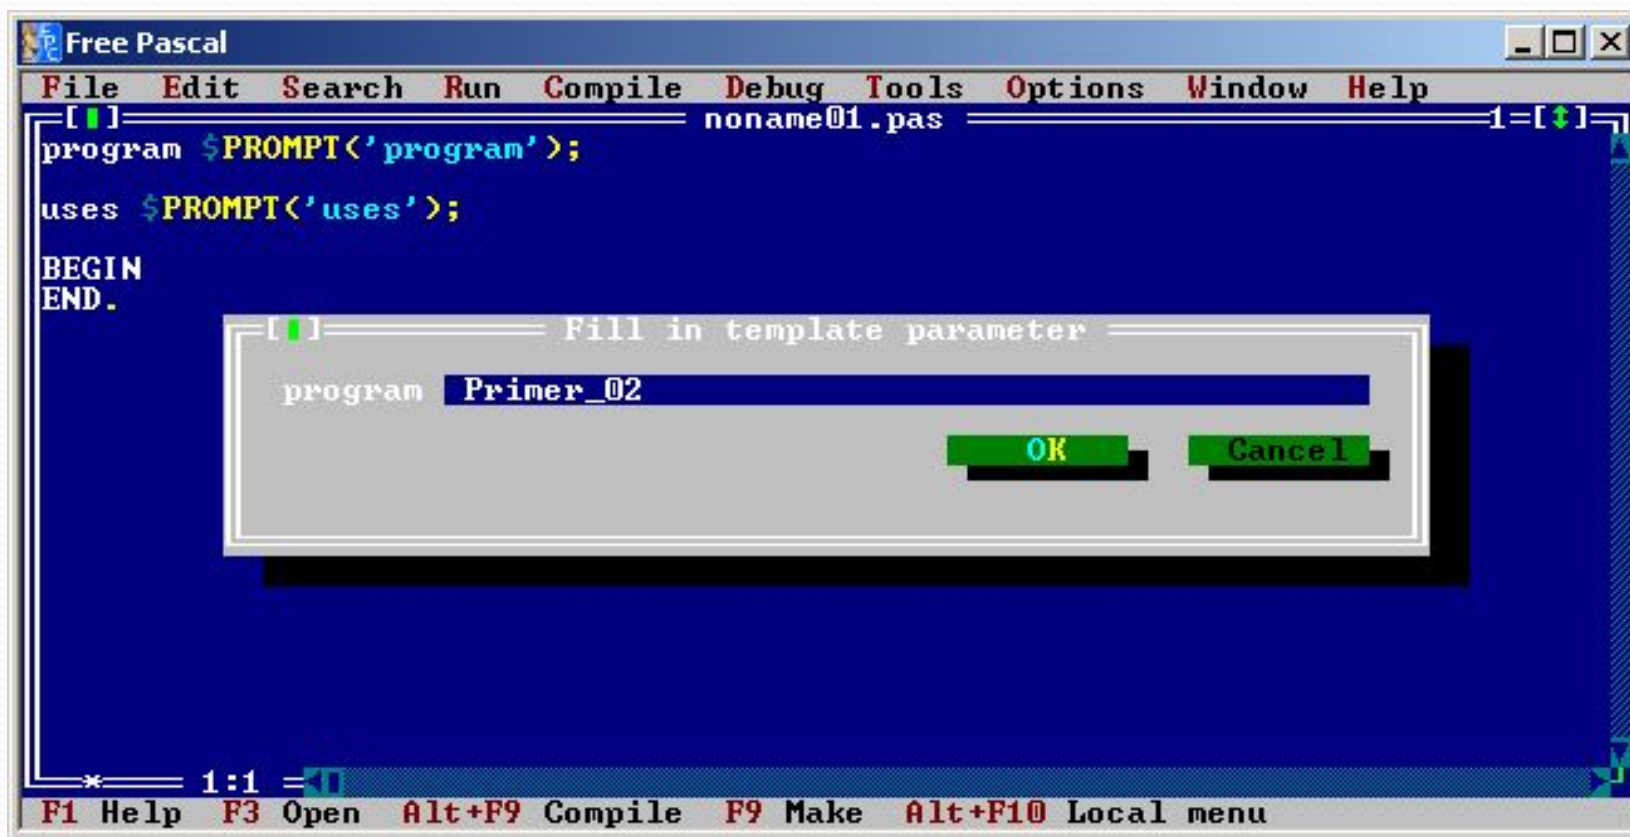 Free Pascal
File Edit Search Run Compile Debug Tools Options Window Help
noname01.pas 1=[↕]
program $PROMPT('program');
uses $PROMPT('uses');
BEGIN
END.
Fill in template parameter
program Primer_02
OK Cancel
* 1:1
F1 Help F3 Open Alt+F9 Compile F9 Make Alt+F10 Local menu